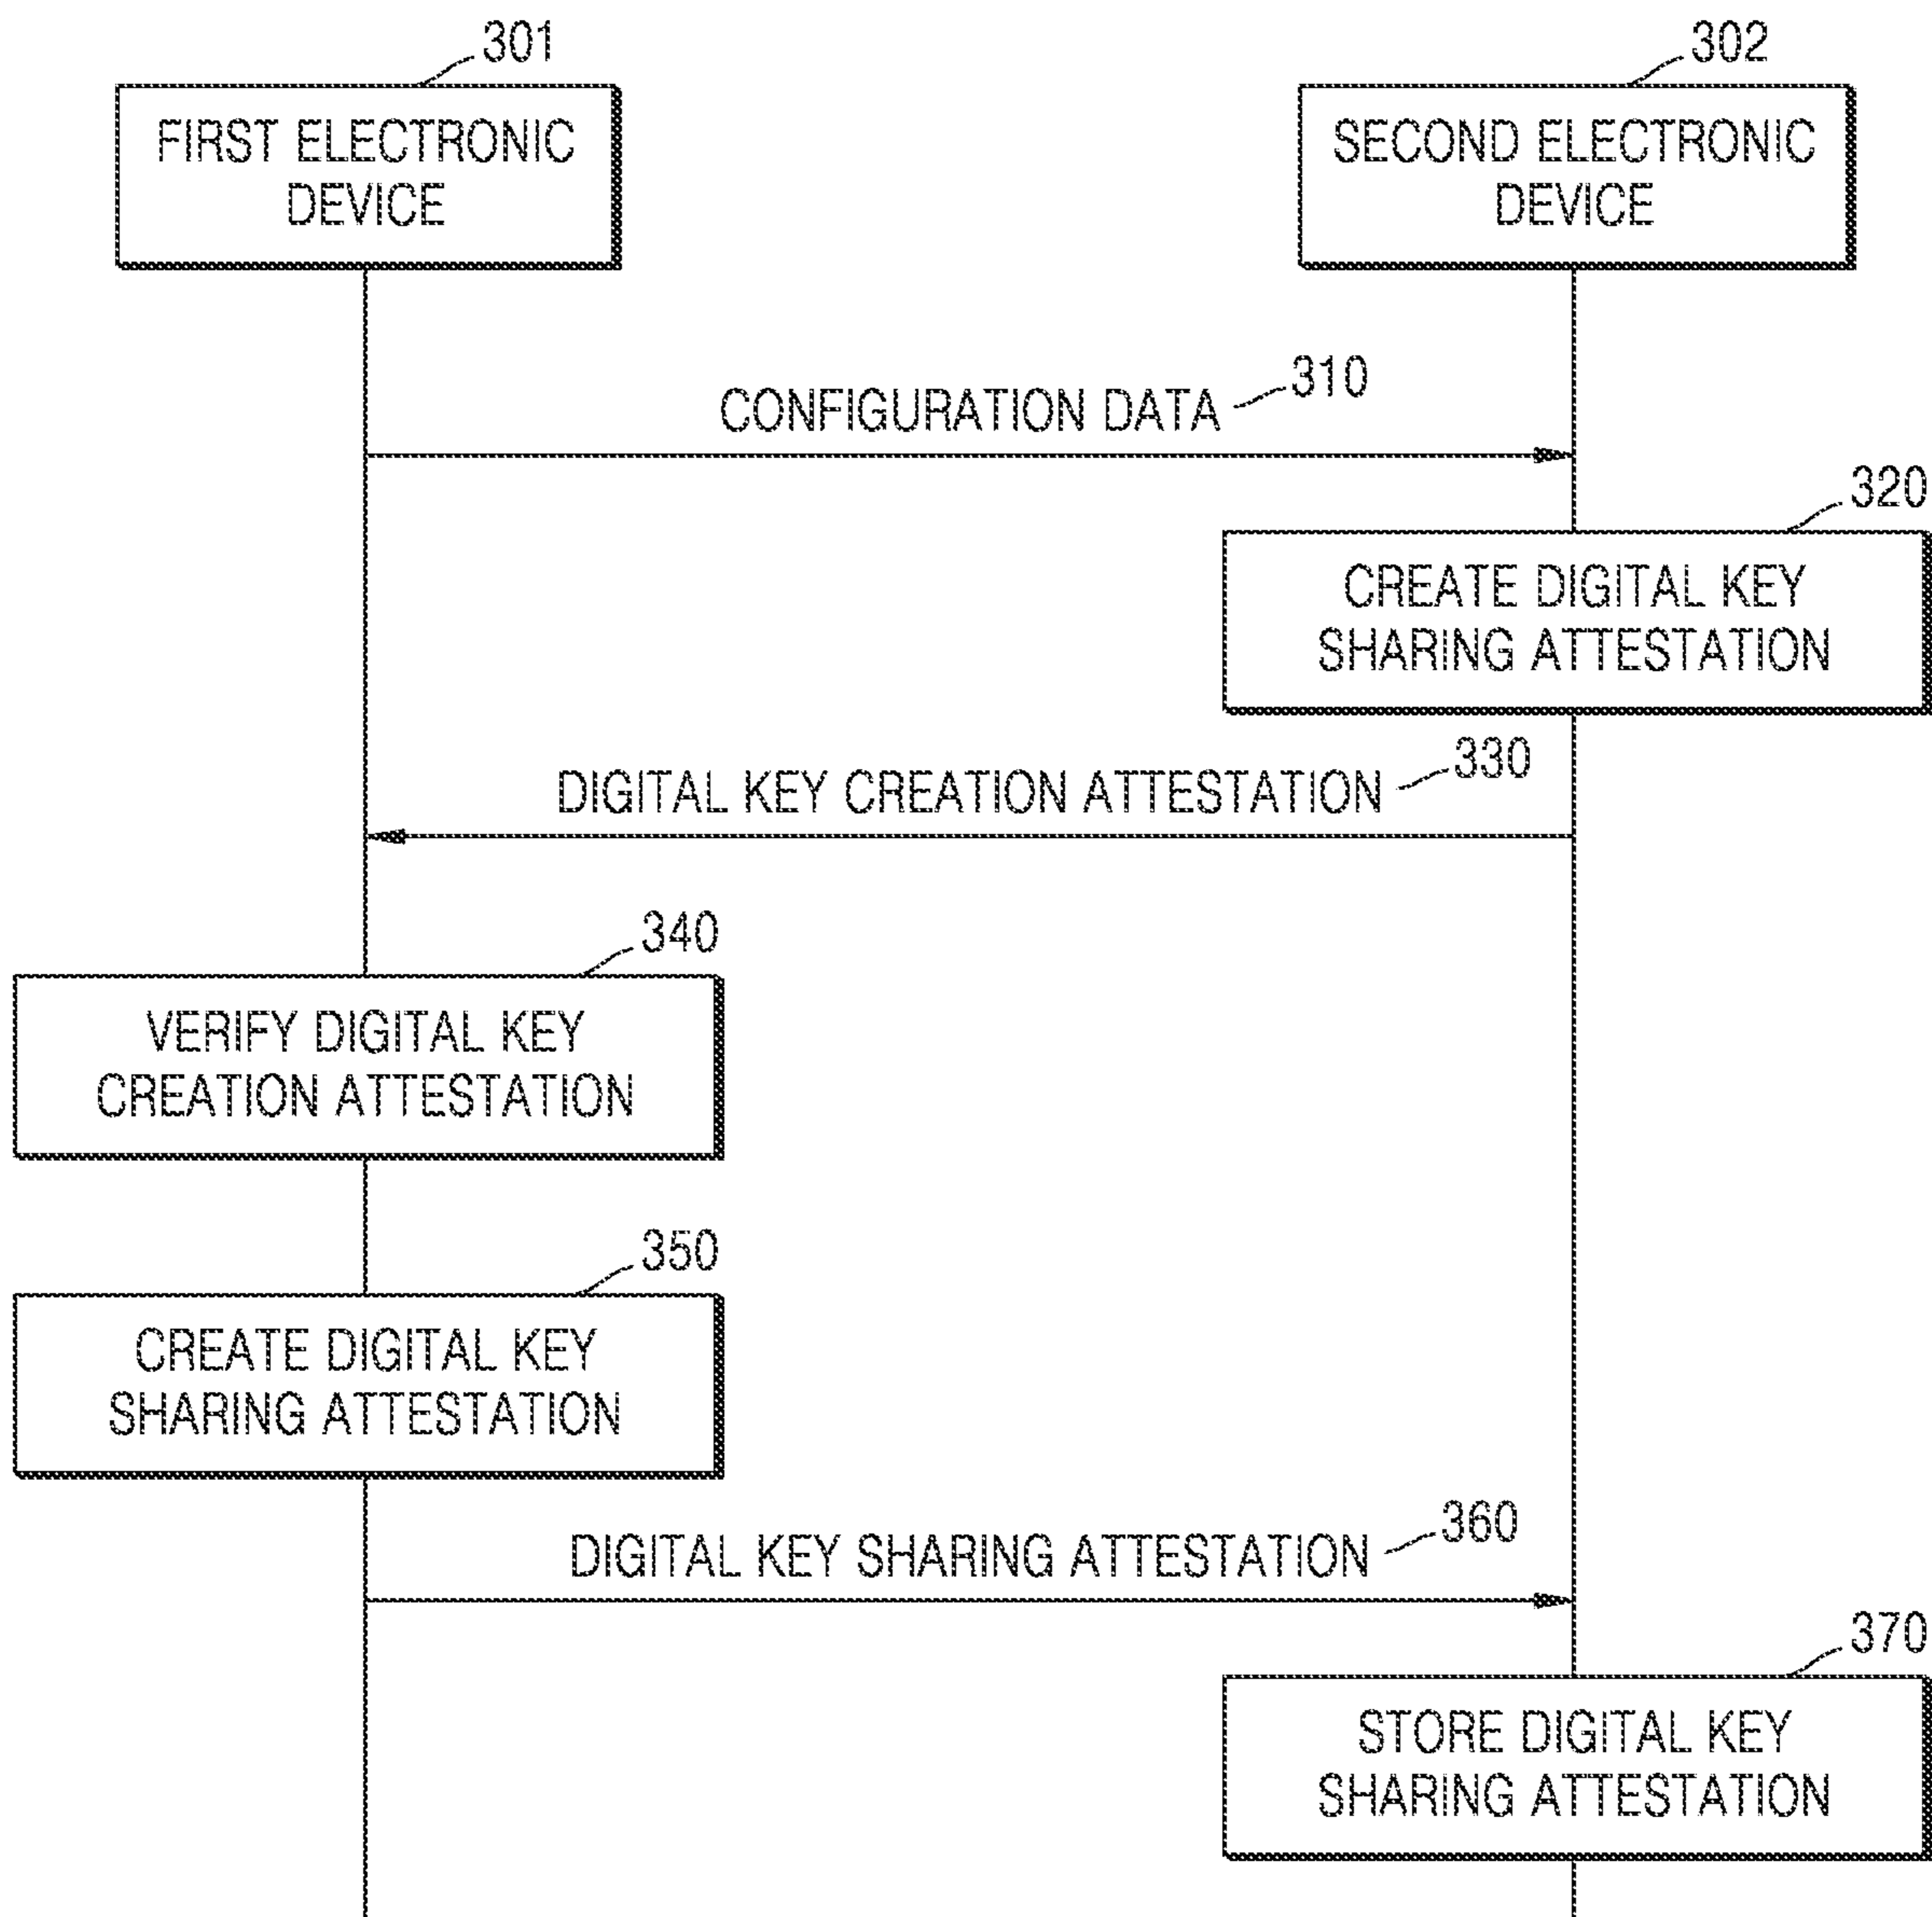 301
302
FIRST ELECTRONIC
DEVICE
SECOND ELECTRONIC
DEVICE
CONFIGURATION DATA 310
320
CREATE DIGITAL KEY
SHARING ATTESTATION
DIGITAL KEY CREATION ATTESTATION 330
340
VERIFY DIGITAL KEY
CREATION ATTESTATION
350
CREATE DIGITAL KEY
SHARING ATTESTATION
DIGITAL KEY SHARING ATTESTATION 360
370
STORE DIGITAL KEY
SHARING ATTESTATION